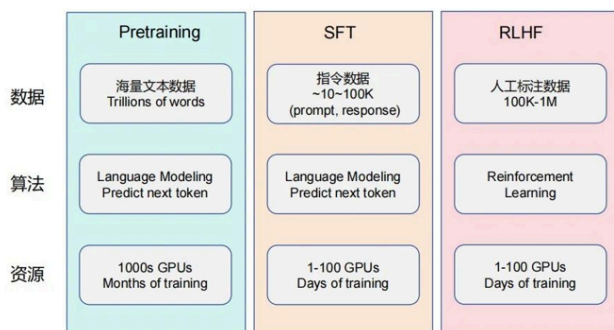 Pretraining
SFT
RLHF
数据
海量文本数据
Trillions of words
指令数据
~10~100K
(prompt, response)
人工标注数据
100K-1M
算法
Language Modeling
Predict next token
Language Modeling
Predict next token
Reinforcement
Learning
资源
1000s GPUs
Months of training
1-100 GPUs
Days of training
1-100 GPUs
Days of training